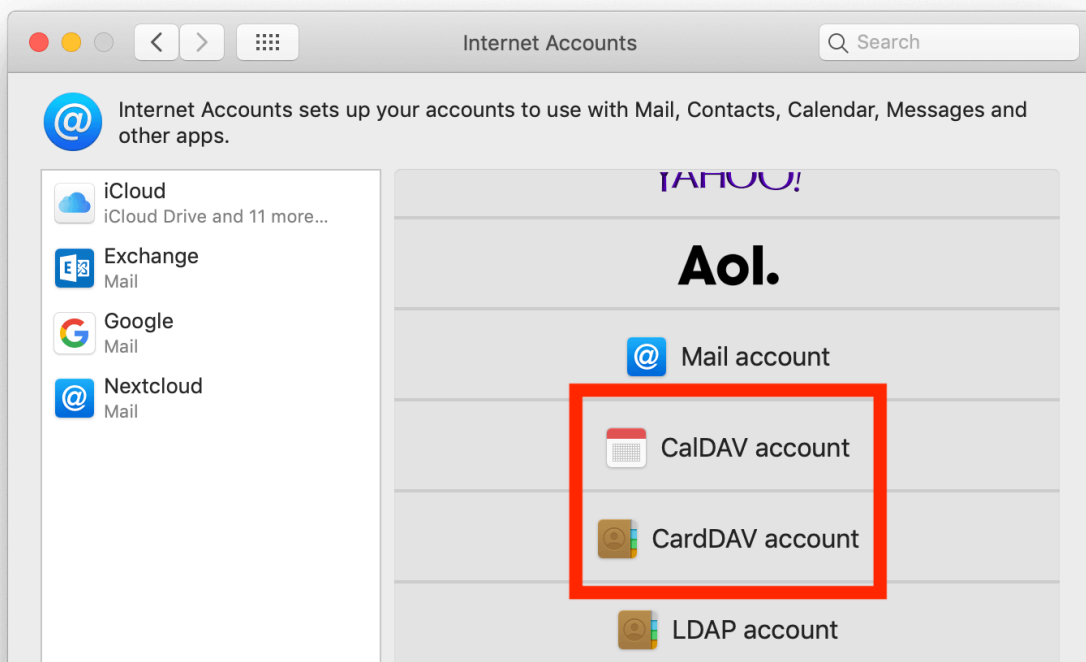 Internet Accounts
Search
Internet Accounts sets up your accounts to use with Mail, Contacts, Calendar, Messages and
other apps.
iCloud
iCloud Drive and 11 more...
Exchange
Mail
Google
Mail
Nextcloud
Mail
YAHOO!
Aol.
Mail account
CalDAV account
CardDAV account
LDAP account